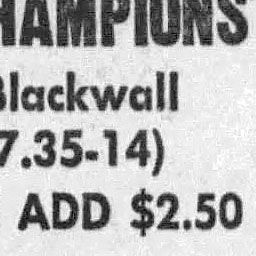 HAMPIONS
Blackwall
7.35-14)
ADD $2.50